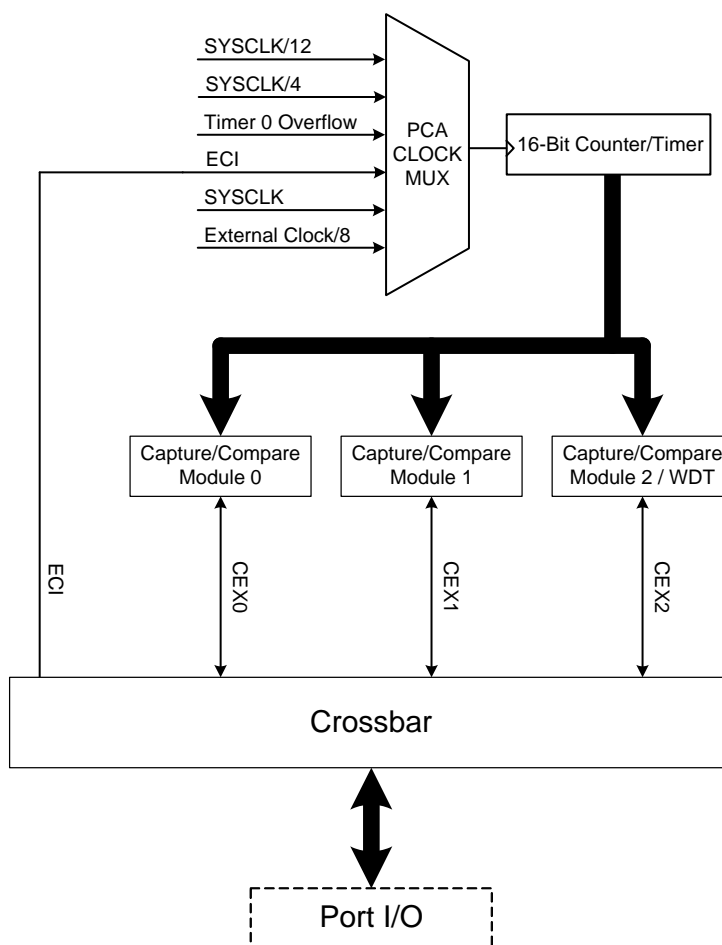 SYSCLK/12
SYSCLK/4
Timer 0 Overflow
ECI
SYSCLK
External Clock/8
PCA
CLOCK
MUX
16-Bit Counter/Timer
Capture/Compare
Module 0
Capture/Compare
Module 1
Capture/Compare
Module 2 / WDT
ECI
CEX0
CEX1
CEX2
Crossbar
Port I/O